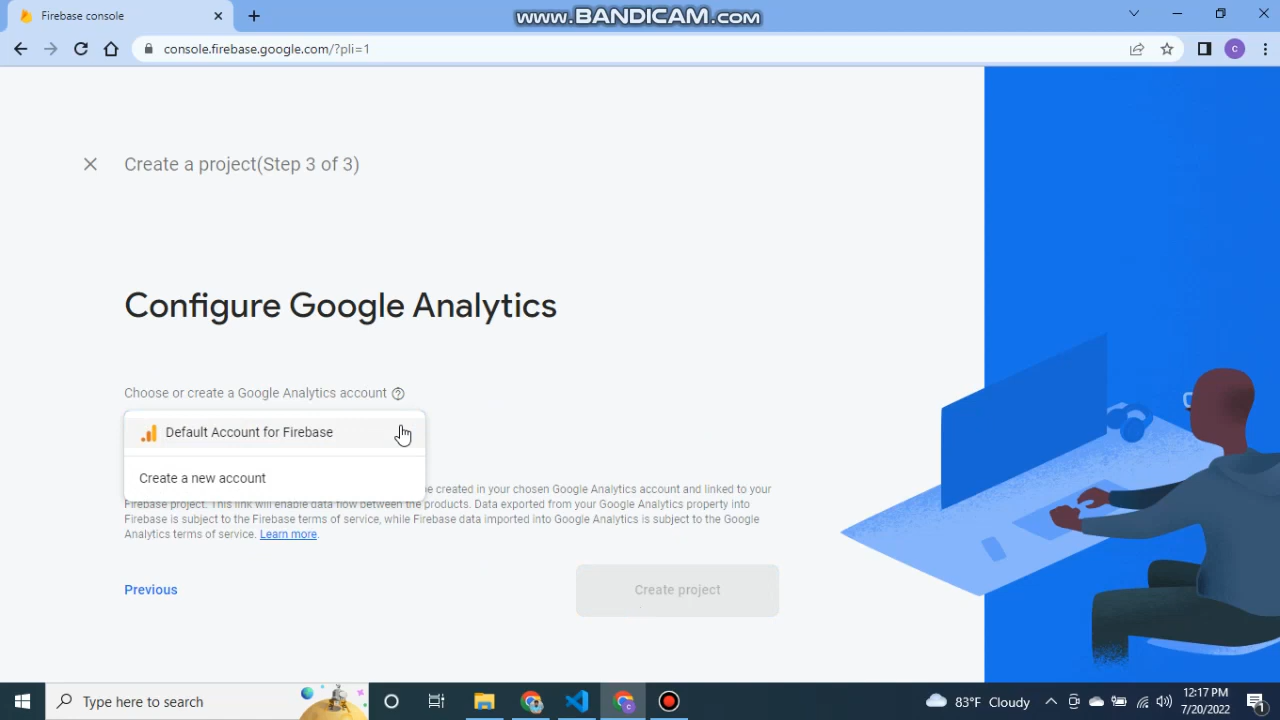 Firebase console
www.BANDICAM.com
console.firebase.google.com/?pli=1
c
Create a project(Step 3 of 3)
Configure Google Analytics
Choose or create a Google Analytics account
Default Account for Firebase
Create a new account
be created in your chosen Google Analytics account and linked to your
Firebase project. This link will enable data flow between the products. Data exported from your Google Analytics property into
Firebase is subject to the Firebase terms of service, while Firebase data imported into Google Analytics is subject to the Google
Analytics terms of service. Learn more.
Previous
Create project
Type here to search
83°F Cloudy
12:17 PM
7/20/2022
1